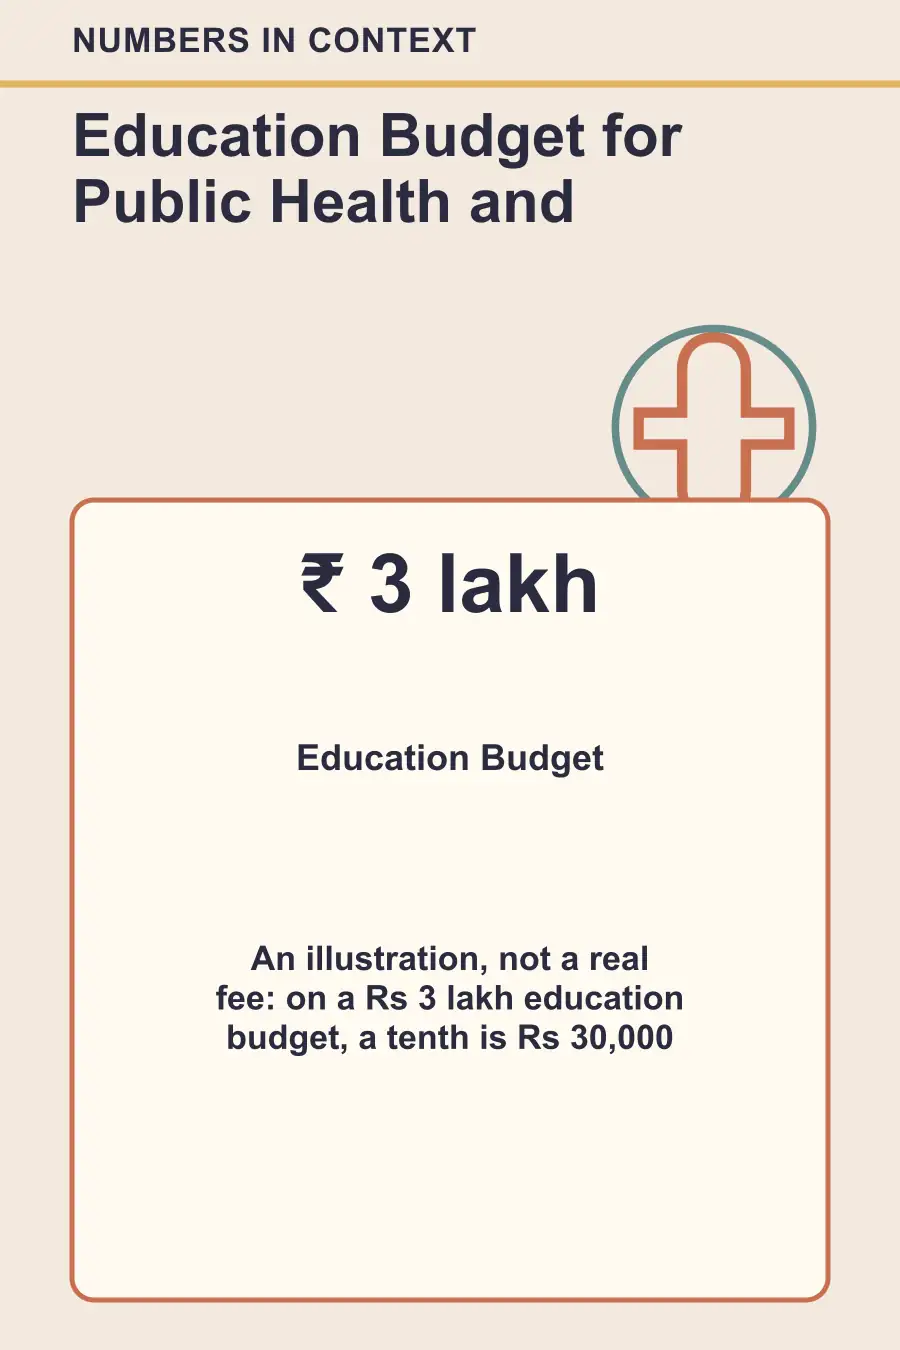 NUMBERS IN CONTEXT
Education Budget for
Public Health and
₹ 3 lakh
Education Budget
An illustration, not a real
fee: on a Rs 3 lakh education
budget, a tenth is Rs 30,000